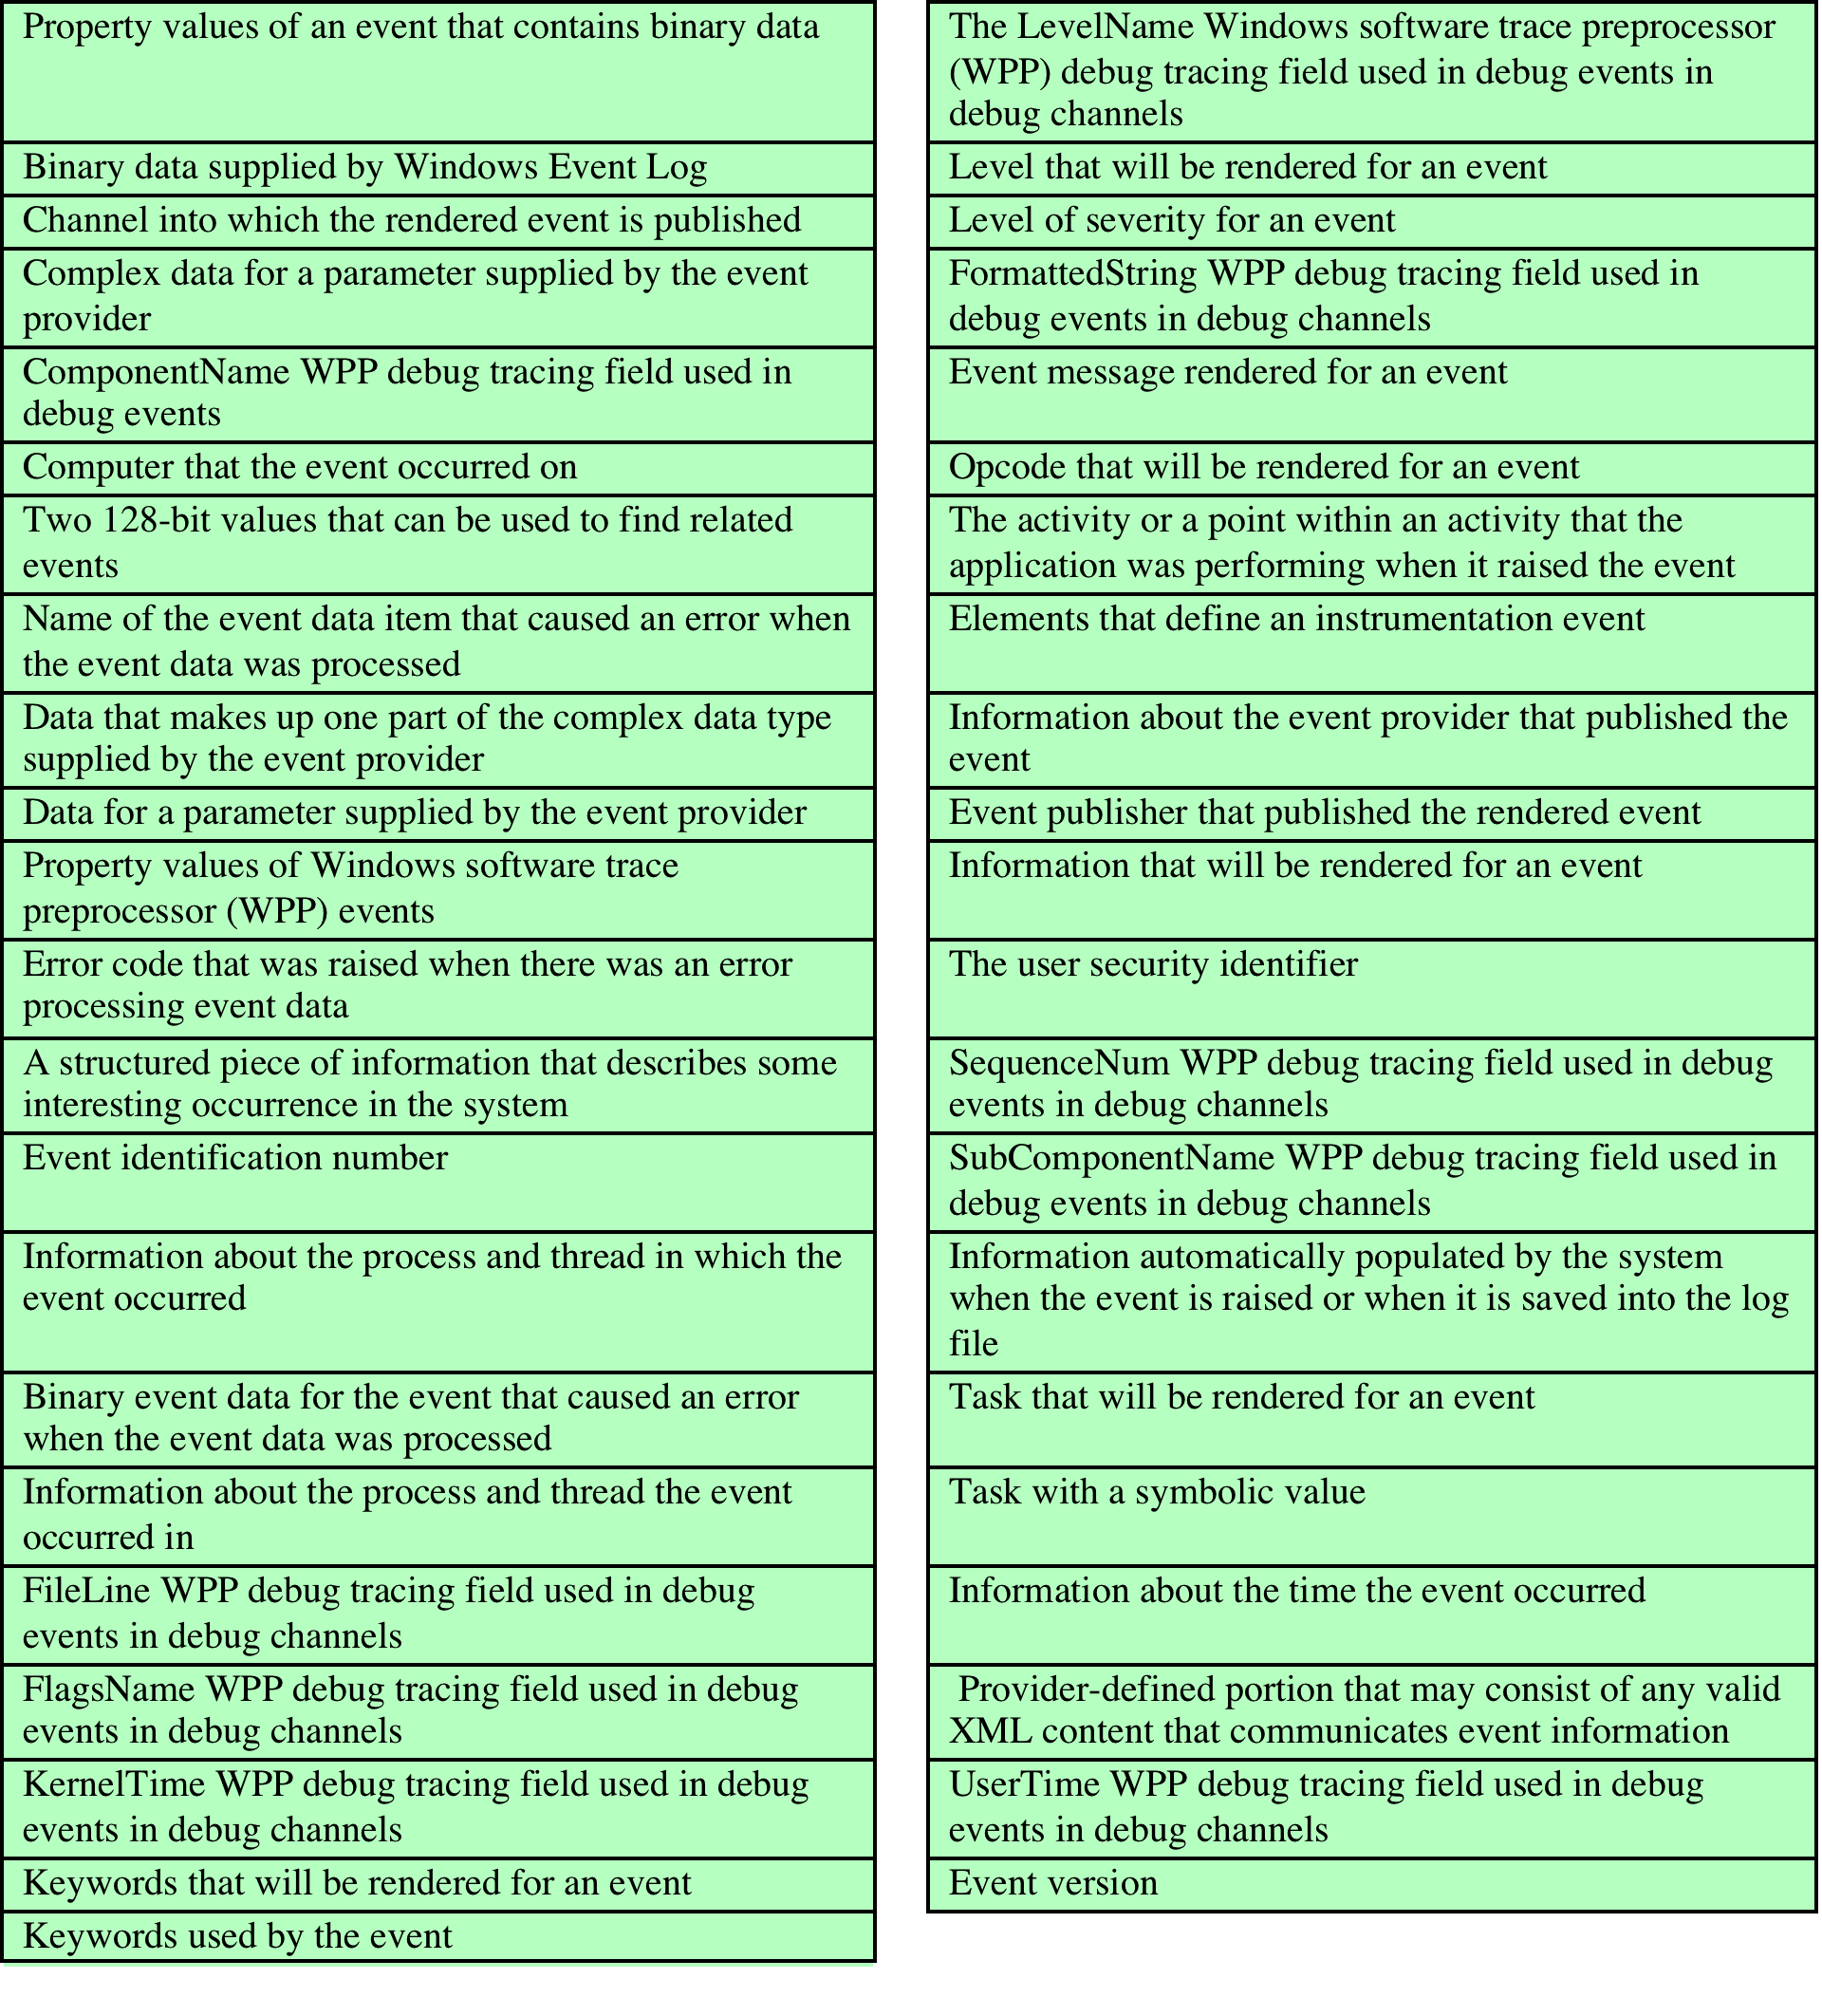 Property values of an event that contains binary data
Binary data supplied by Windows Event Log
Channel into which the rendered event is published
Complex data for a parameter supplied by the event
provider
ComponentName WPP debug tracing field used in
debug events
Computer that the event occurred on
Two 128-bit values that can be used to find related
events
Name of the event data item that caused an error when
the event data was processed
Data that makes up one part of the complex data type
supplied by the event provider
Data for a parameter supplied by the event provider
Property values of Windows software trace
preprocessor (WPP) events
Error code that was raised when there was an error
processing event data
A structured piece of information that describes some
interesting occurrence in the system
Event identification number
Information about the process and thread in which the
event occurred
Binary event data for the event that caused an error
when the event data was processed
Information about the process and thread the event
occurred in
FileLine WPP debug tracing field used in debug
events in debug channels
FlagsName WPP debug tracing field used in debug
events in debug channels
KernelTime WPP debug tracing field used in debug
events in debug channels
Keywords that will be rendered for an event
Keywords used by the event
The LevelName Windows software trace preprocessor
(WPP) debug tracing field used in debug events in
debug channels
Level that will be rendered for an event
Level of severity for an event
FormattedString WPP debug tracing field used in
debug events in debug channels
Event message rendered for an event
Opcode that will be rendered for an event
The activity or a point within an activity that the
application was performing when it raised the event
Elements that define an instrumentation event
Information about the event provider that published the
event
Event publisher that published the rendered event
Information that will be rendered for an event
The user security identifier
SequenceNum WPP debug tracing field used in debug
events in debug channels
SubComponentName WPP debug tracing field used in
debug events in debug channels
Information automatically populated by the system
when the event is raised or when it is saved into the log
file
Task that will be rendered for an event
Task with a symbolic value
Information about the time the event occurred
Provider-defined portion that may consist of any valid
XML content that communicates event information
UserTime WPP debug tracing field used in debug
events in debug channels
Event version